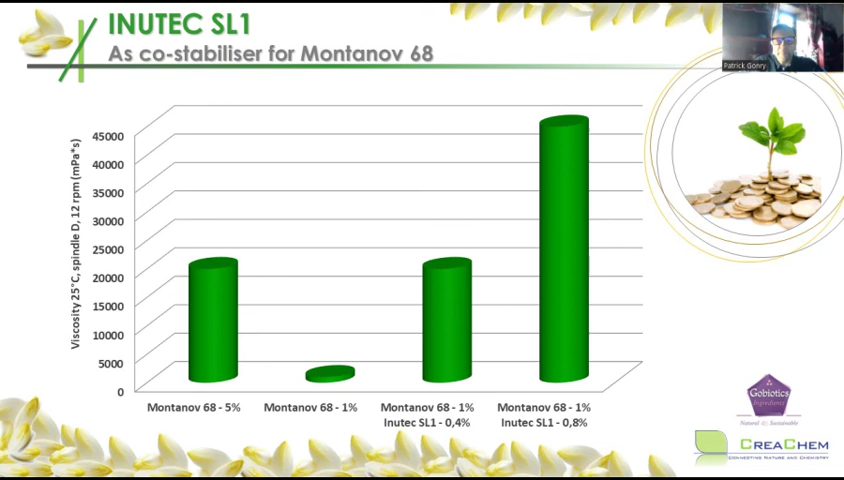 INUTEC SL1
As co-stabiliser for Montanov 68
Patrick Gonry
Viscosity 25°C, spindle D, 12 rpm (mPa*s)
45000
40000
35000
30000
25000
20000
15000
10000
5000
0
Montanov 68 - 5%
Montanov 68 - 1%
Montanov 68 - 1%
Inutec SL1 - 0,4%
Montanov 68 - 1%
Inutec SL1 - 0,8%
Gobiotics
Ingredients
Natural & Sustainable
CREACHEM
CONNECTING NATURE AND CHEMISTRY